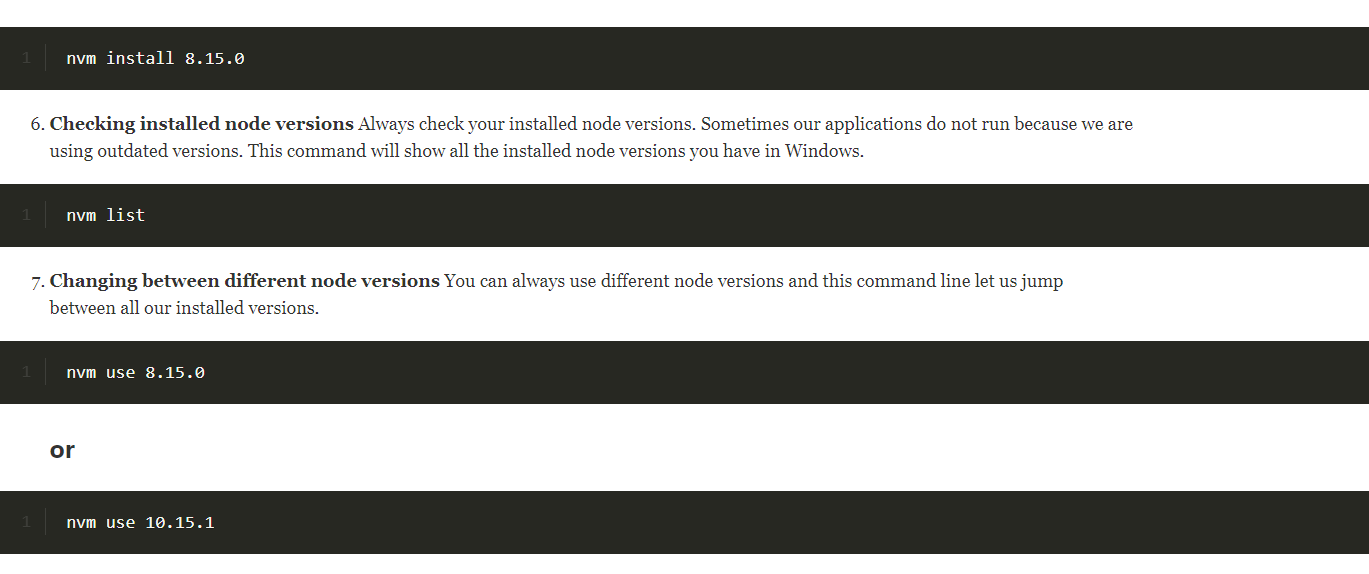 1 nvm install 8.15.0
6. Checking installed node versions Always check your installed node versions. Sometimes our applications do not run because we are
using outdated versions. This command will show all the installed node versions you have in Windows.
1 nvm list
7. Changing between different node versions You can always use different node versions and this command line let us jump
between all our installed versions.
1 nvm use 8.15.0
or
1 nvm use 10.15.1